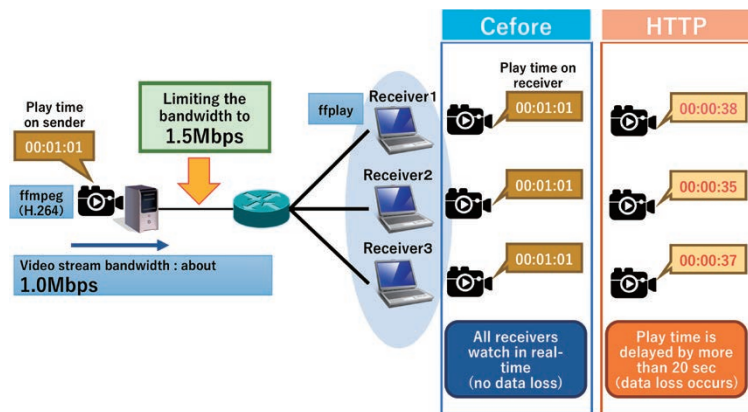 Cefore
HTTP
Play time
on sender
00:01:01
Limiting the
bandwidth to
1.5Mbps
ffplay
Receiver1
Play time on
receiver
00:01:01
00:00:38
ffmpeg
(H.264)
Receiver2
00:01:01
00:00:35
Receiver3
00:01:01
00:00:37
Video stream bandwidth : about
1.0Mbps
All receivers
watch in real-
time
(no data loss)
Play time is
delayed by more
than 20 sec
(data loss occurs)